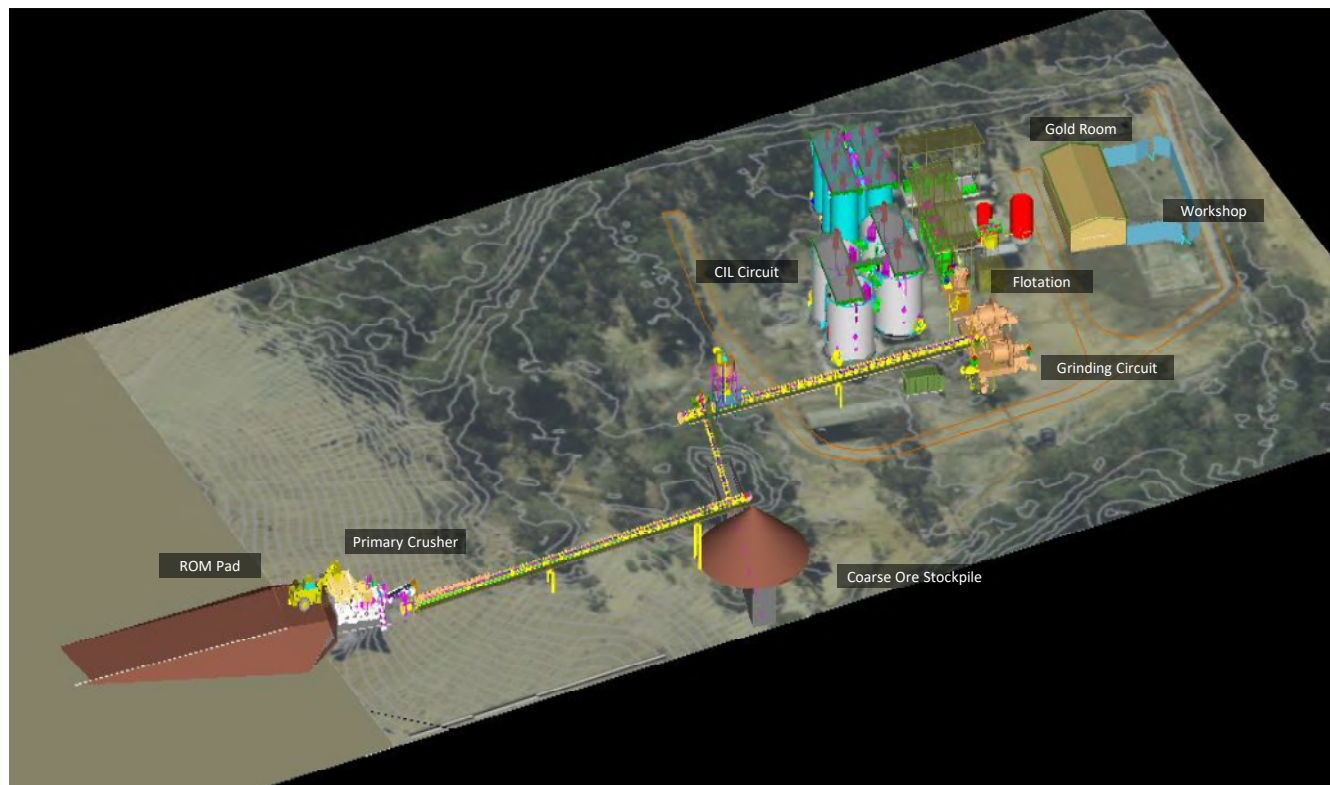 Gold Room
Workshop
CIL Circuit
Flotation
Grinding Circuit
Primary Crusher
ROM Pad
Coarse Ore Stockpile